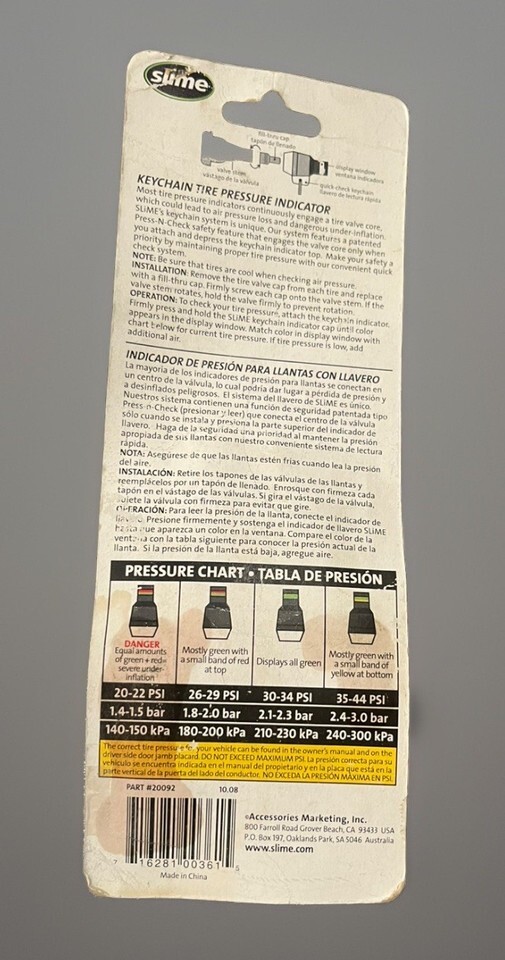 slime
fill-thru cap
tapón de llenado
display window
ventana indicadora
valve stem
vástago de la válvula
quick-check keychain
llavero de lectura rápida
KEYCHAIN TIRE PRESSURE INDICATOR
Most tire pressure indicators continuously engage a tire valve core,
which could lead to air pressure loss and dangerous under-inflation.
SLiME's keychain system is unique. Our system features a patented
Press-N-Check safety feature that engages the valve core only when
you attach and depress the keychain indicator top. Make your safety a
priority by maintaining proper tire pressure with our convenient quick
check system.
NOTE: Be sure that tires are cool when checking air pressure.
INSTALLATION: Remove the tire valve cap from each tire and replace
with a fill-thru cap. Firmly screw each cap onto the valve stem. If the
valve stem rotates, hold the valve firmly to prevent rotation.
OPERATION: To check your tire pressure, attach the keychain indicator.
Firmly press and hold the SLiME keychain indicator cap until color
appears in the display window. Match color in display window with
chart below for current tire pressure. If tire pressure is low, add
additional air.
INDICADOR DE PRESIÓN PARA LLANTAS CON LLAVERO
La mayoria de los indicadores de presión para llantas se conectan en
un centro de la válvula, lo cual podría dar lugar a pérdida de presión y
a desinflados peligrosos. El sistema del llavero de SLiME es único.
Nuestros sistema contienen una función de seguridad patentada tipo
Press-n-Check (presionar y leer) que conecta el centro de la válvula
sólo cuando se instala y presiona la parte superior del indicador de
llavero. Haga de la seguridad una prioridad al mantener la presión
apropiada de sus llantas con nuestro conveniente sistema de lectura
rápida.
NOTA: Asegúrese de que las llantas estén frías cuando lea la presión
del aire.
INSTALACIÓN: Retire los tapones de las válvulas de las llantas y
reemplácelos por un tapón de llenado. Enrosque con firmeza cada
tapón en el vástago de las válvulas. Si gira el vástago de la válvula,
sujete la válvula con firmeza para evitar que gire.
OPERACIÓN: Para leer la presión de la llanta, conecte el indicador de
llavero. Presione firmemente y sostenga el indicador de llavero SLiME
hasta que aparezca un color en la ventana. Compare el color de la
ventana con la tabla siguiente para conocer la presión actual de la
llanta. Si la presión de la llanta está baja, agregue aire.
PRESSURE CHART • TABLA DE PRESIÓN
DANGER
Equal amounts
of green + red=
severe under-
inflation
Mostly green with
a small band of red
at top
Displays all green
Mostly green with
a small band of
yellow at bottom
20-22 PSI 26-29 PSI 30-34 PSI 35-44 PSI
1.4-1.5 bar 1.8-2.0 bar 2.1-2.3 bar 2.4-3.0 bar
140-150 kPa 180-200 kPa 210-230 kPa 240-300 kPa
The correct tire pressure for your vehicle can be found in the owner's manual and on the
driver side door jamb placard. DO NOT EXCEED MAXIMUM PSI. La presión correcta para su
vehículo se encuentra indicada en el manual del propietario y en la placa que está en la
parte vertical de la puerta del lado del conductor. NO EXCEDA LA PRESIÓN MÁXIMA EN PSI.
PART #20092 10.08
©Accessories Marketing, Inc.
800 Farroll Road Grover Beach, CA 93433 USA
P.O. Box 197, Oaklands Park, SA 5046 Australia
www.slime.com
7 16281 00361 5
Made in China